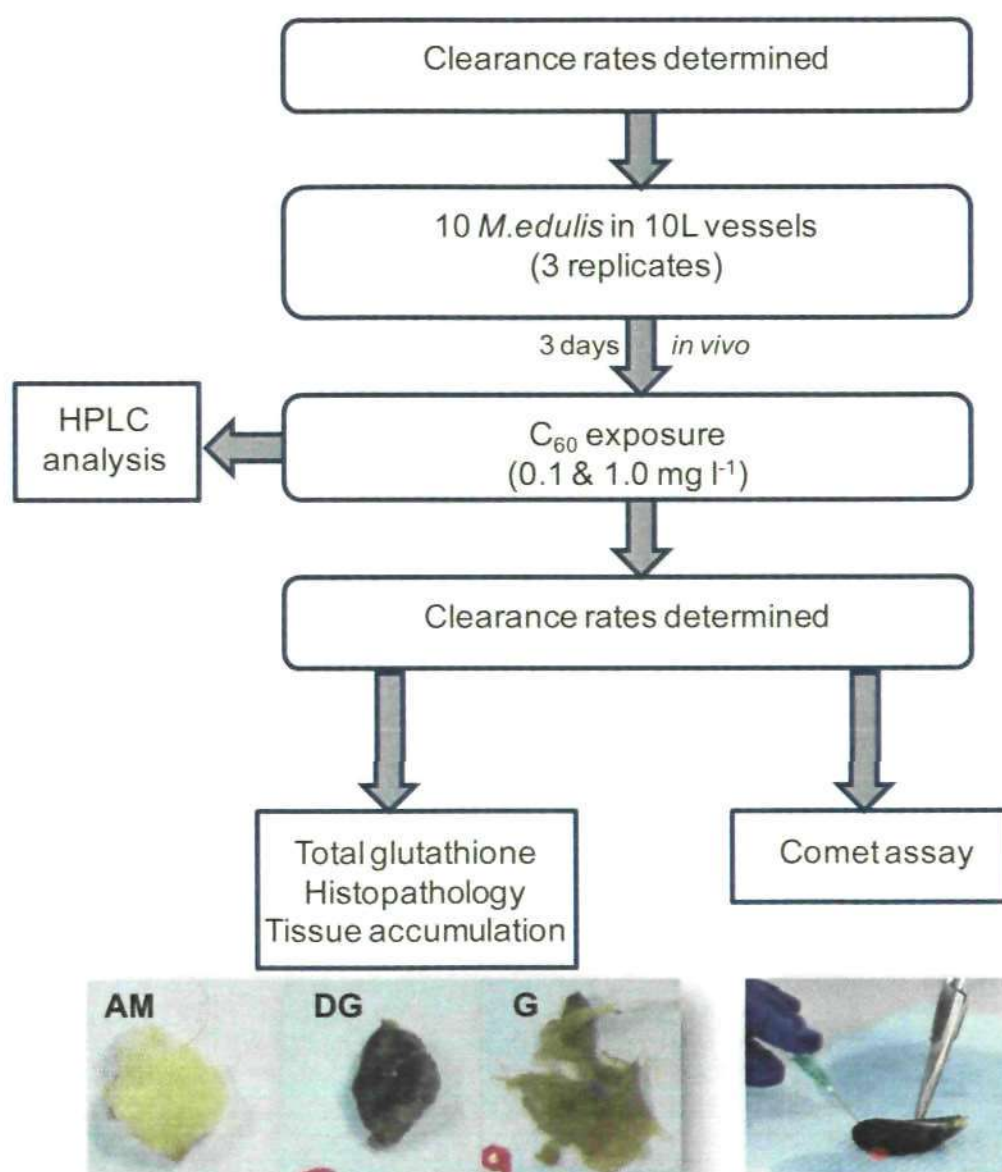 Clearance rates determined
10 M.edulis in 10L vessels
(3 replicates)
3 days in vivo
HPLC
analysis
C₆₀ exposure
(0.1 & 1.0 mg l⁻¹)
Clearance rates determined
Total glutathione
Histopathology
Tissue accumulation
Comet assay
AM DG G